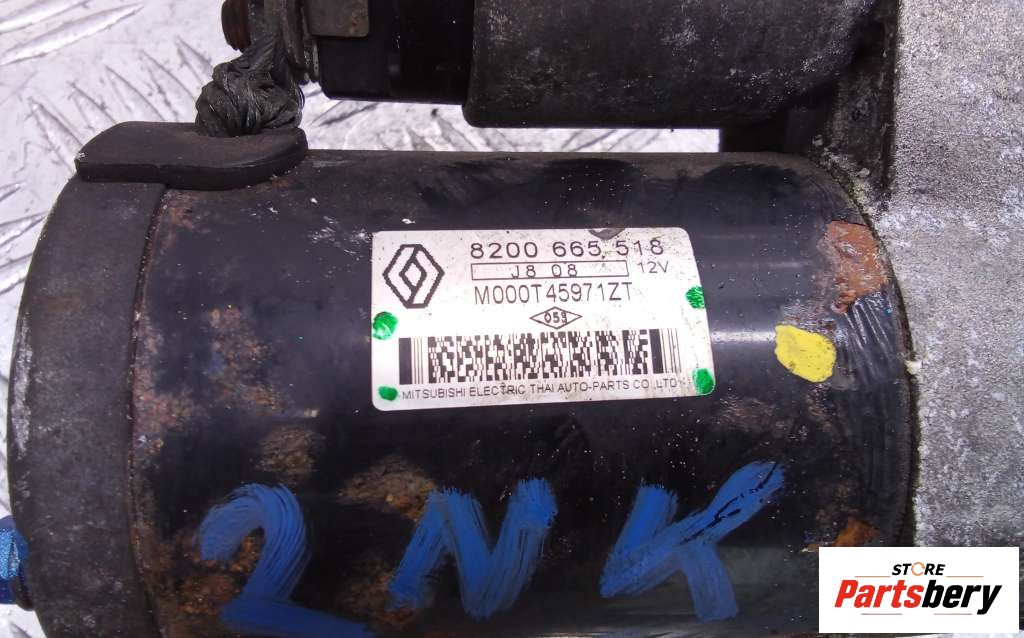 8200 665 518
J8 08 12V
M000T45971ZT
059
MITSUBISHI ELECTRIC THAI AUTO-PARTS CO.,LTD
2NK
STORE
Partsbery